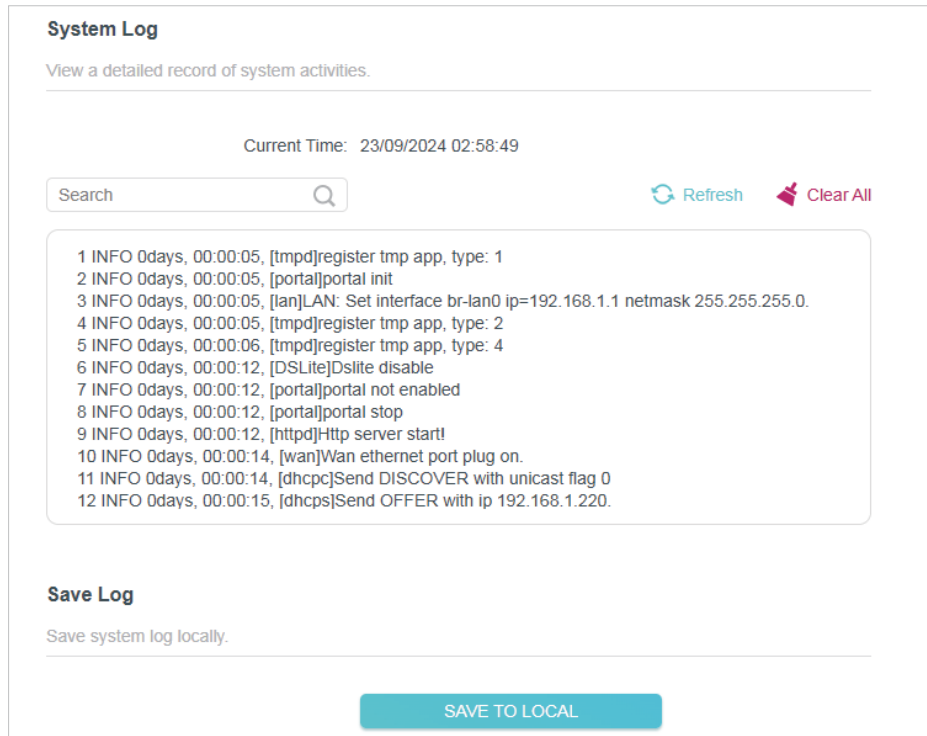 System Log
View a detailed record of system activities.
Current Time: 23/09/2024 02:58:49
Search
Refresh
Clear All
1 INFO 0days, 00:00:05, [tmpd]register tmp app, type: 1
2 INFO 0days, 00:00:05, [portal]portal init
3 INFO 0days, 00:00:05, [lan]LAN: Set interface br-lan0 ip=192.168.1.1 netmask 255.255.255.0.
4 INFO 0days, 00:00:05, [tmpd]register tmp app, type: 2
5 INFO 0days, 00:00:06, [tmpd]register tmp app, type: 4
6 INFO 0days, 00:00:12, [DSLite]Dslite disable
7 INFO 0days, 00:00:12, [portal]portal not enabled
8 INFO 0days, 00:00:12, [portal]portal stop
9 INFO 0days, 00:00:12, [httpd]Http server start!
10 INFO 0days, 00:00:14, [wan]Wan ethernet port plug on.
11 INFO 0days, 00:00:14, [dhcpc]Send DISCOVER with unicast flag 0
12 INFO 0days, 00:00:15, [dhcps]Send OFFER with ip 192.168.1.220.
Save Log
Save system log locally.
SAVE TO LOCAL